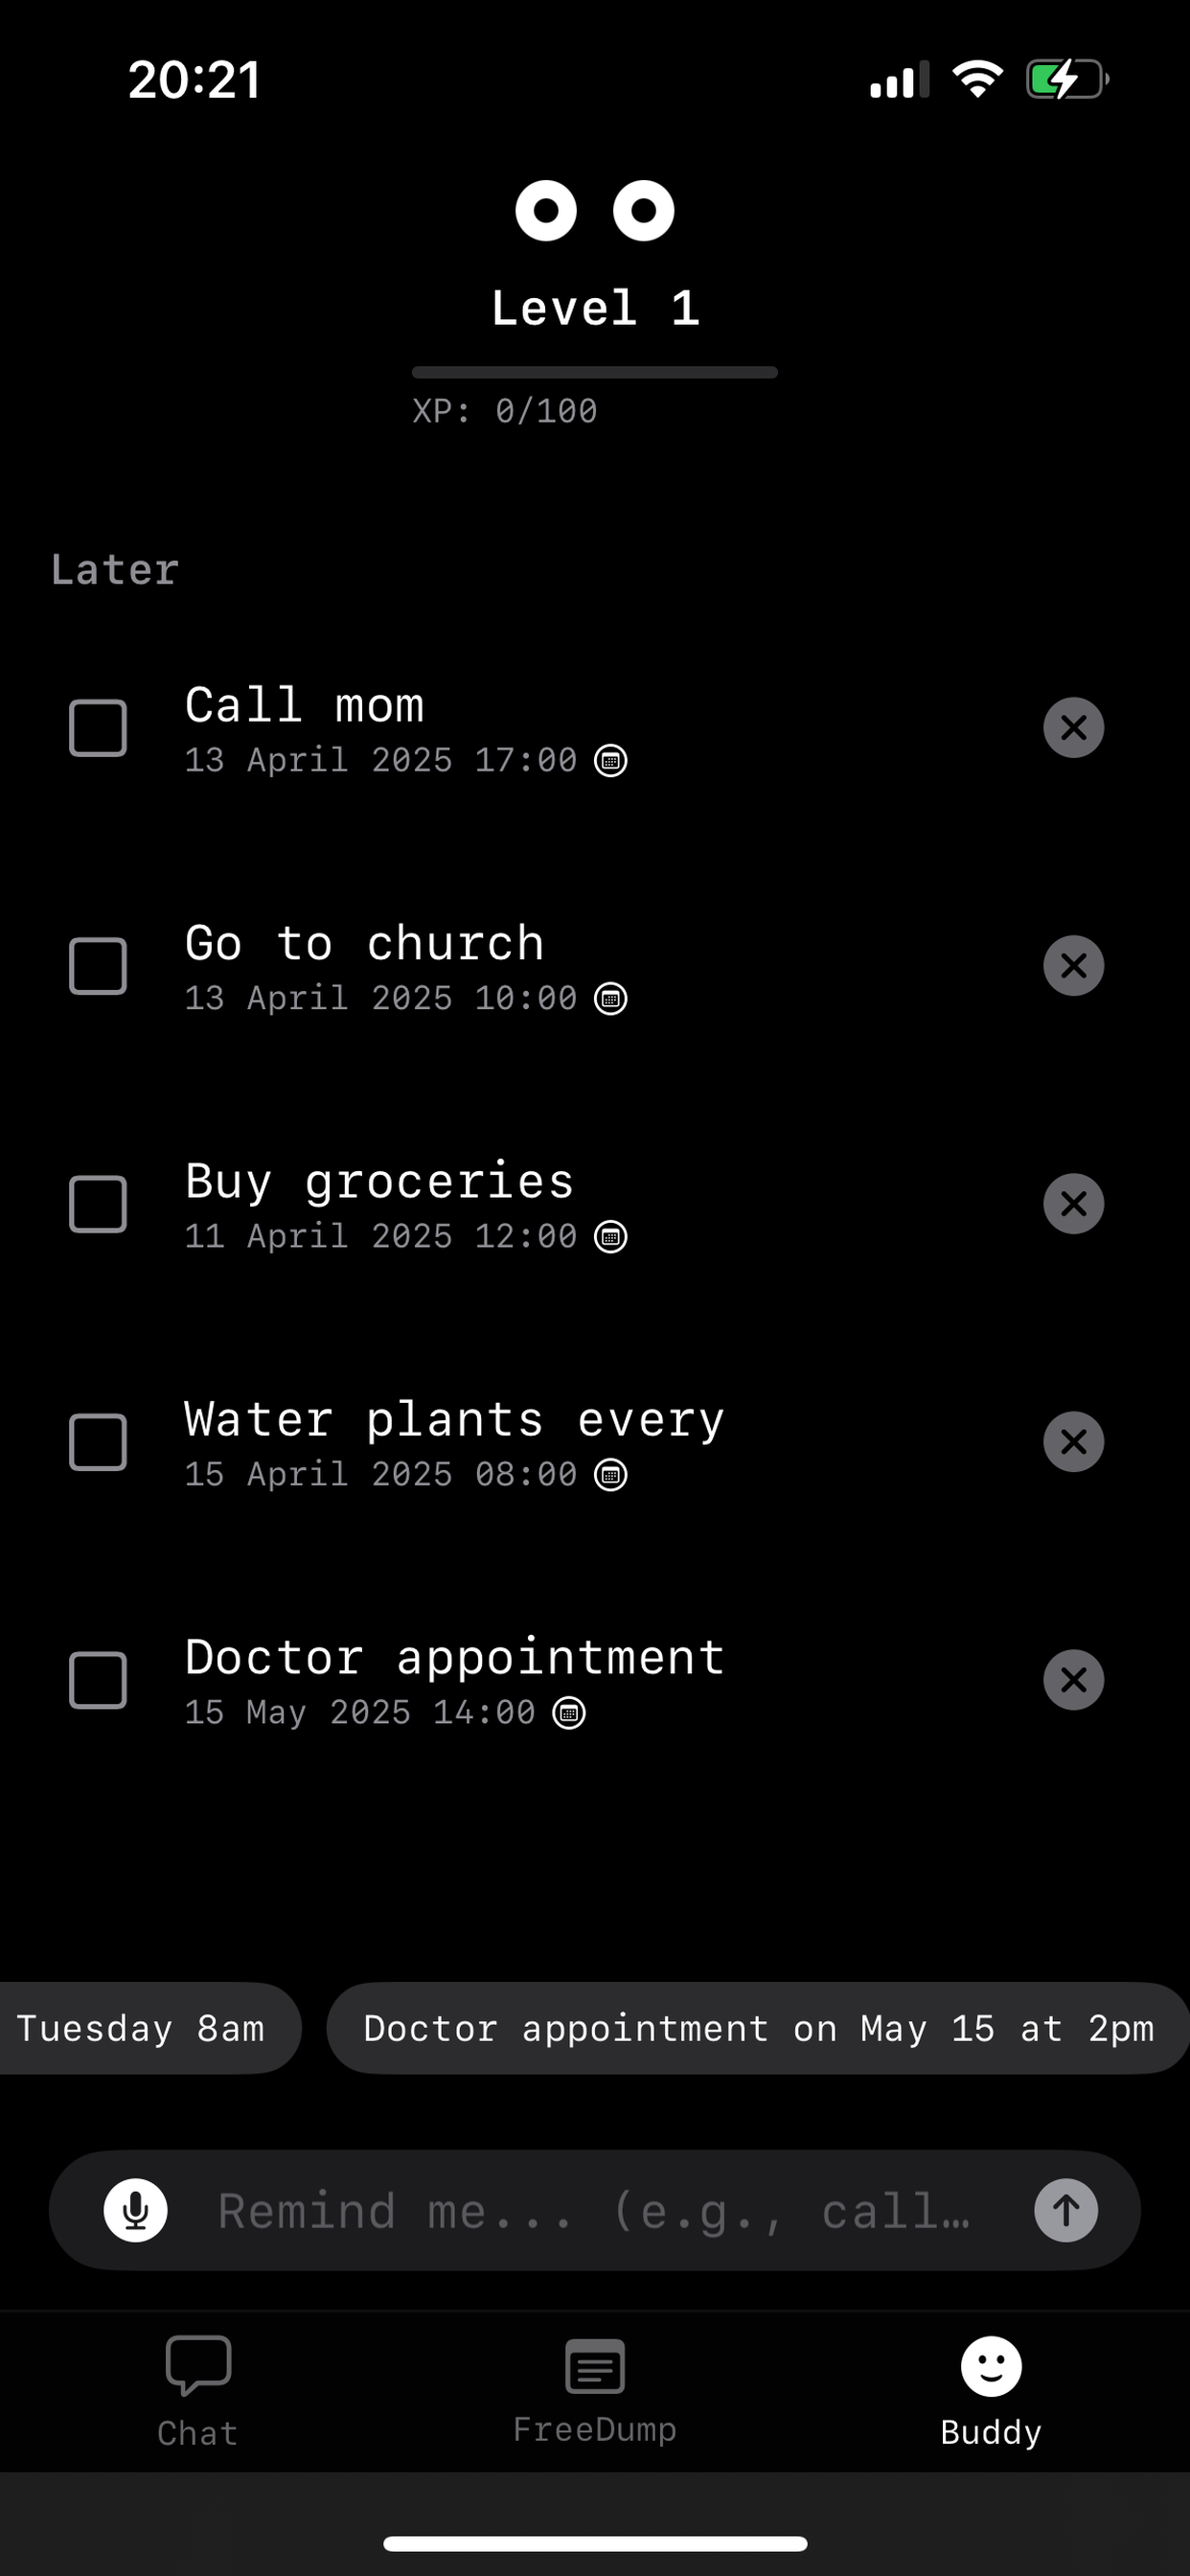 20:21
Level 1
XP: 0/100
Later
Call mom
13 April 2025 17:00
Go to church
13 April 2025 10:00
Buy groceries
11 April 2025 12:00
Water plants every
15 April 2025 08:00
Doctor appointment
15 May 2025 14:00
Tuesday 8am
Doctor appointment on May 15 at 2pm
Remind me... (e.g., call…
Chat
FreeDump
Buddy